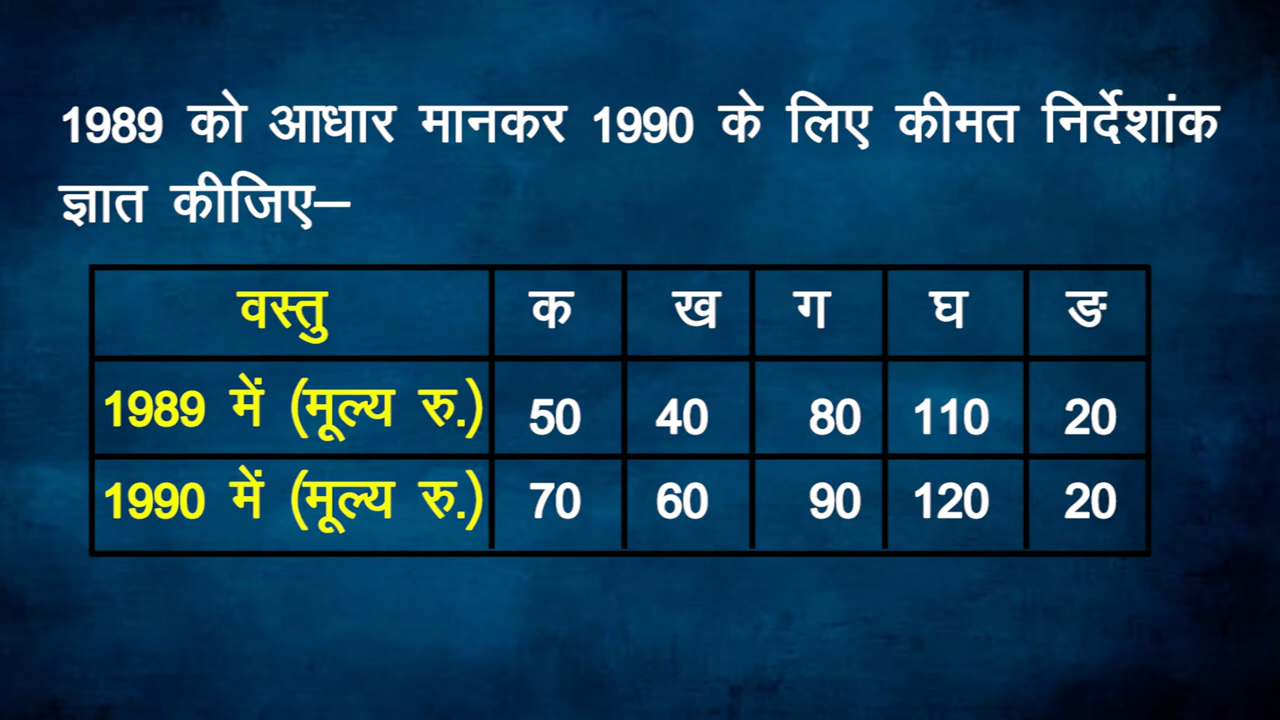 1989 को आधार मानकर 1990 के लिए कीमत निर्देशांक
ज्ञात कीजिए–
वस्तु क ख ग घ ङ
1989 में (मूल्य रु.) 50 40 80 110 20
1990 में (मूल्य रु.) 70 60 90 120 20